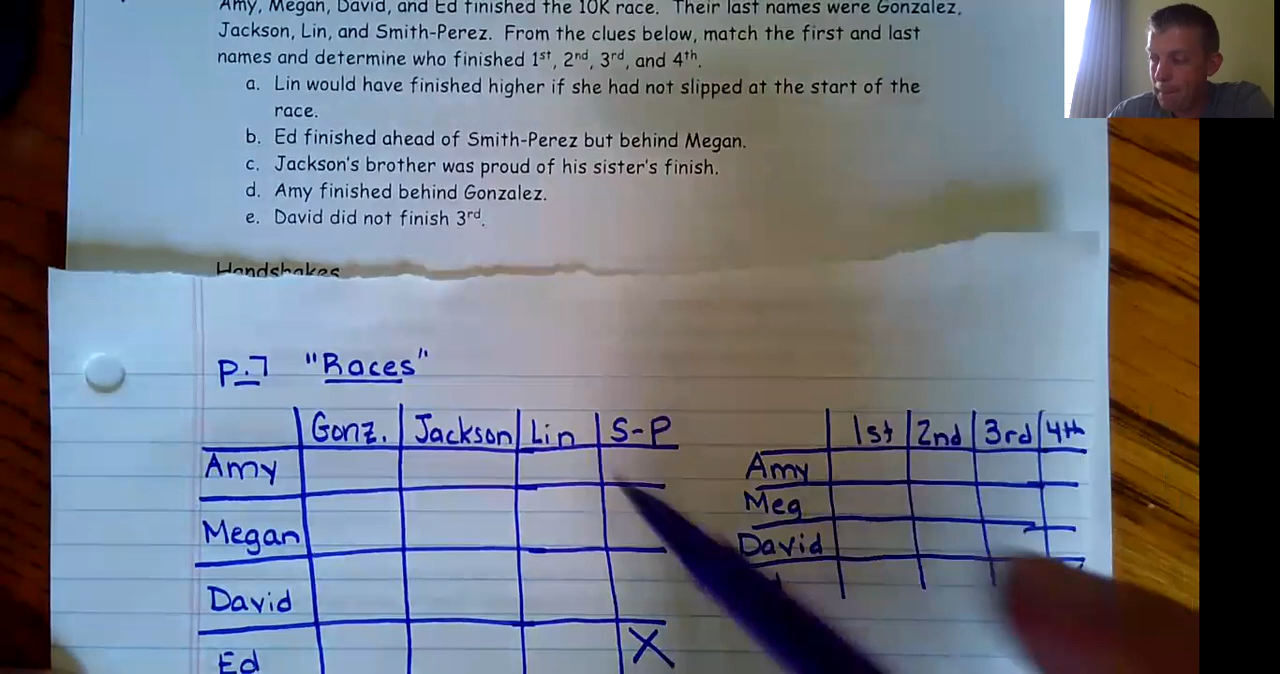 Amy, Megan, David, and Ed finished the 10K race. Their last names were Gonzalez,
Jackson, Lin, and Smith-Perez. From the clues below, match the first and last
names and determine who finished 1st, 2nd, 3rd, and 4th.
a. Lin would have finished higher if she had not slipped at the start of the
race.
b. Ed finished ahead of Smith-Perez but behind Megan.
c. Jackson's brother was proud of his sister's finish.
d. Amy finished behind Gonzalez.
e. David did not finish 3rd.
Handshakes
P.7 "Races"
Gonz. Jackson Lin S-P
Amy
Megan
David
Ed X
1st 2nd 3rd 4th
Amy
Meg
David